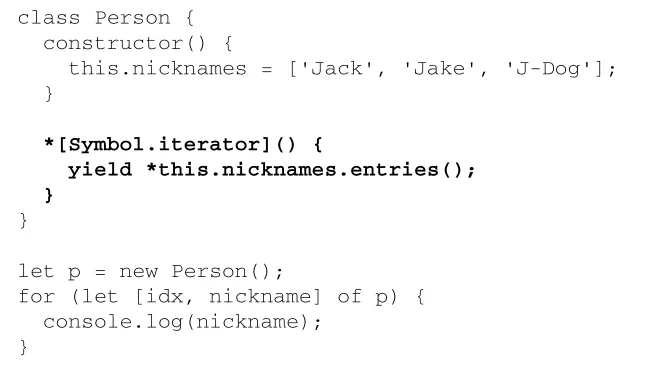 class Person {
  constructor() {
    this.nicknames = ['Jack', 'Jake', 'J-Dog'];
  }

  *[Symbol.iterator]() {
    yield *this.nicknames.entries();
  }
}

let p = new Person();
for (let [idx, nickname] of p) {
  console.log(nickname);
}